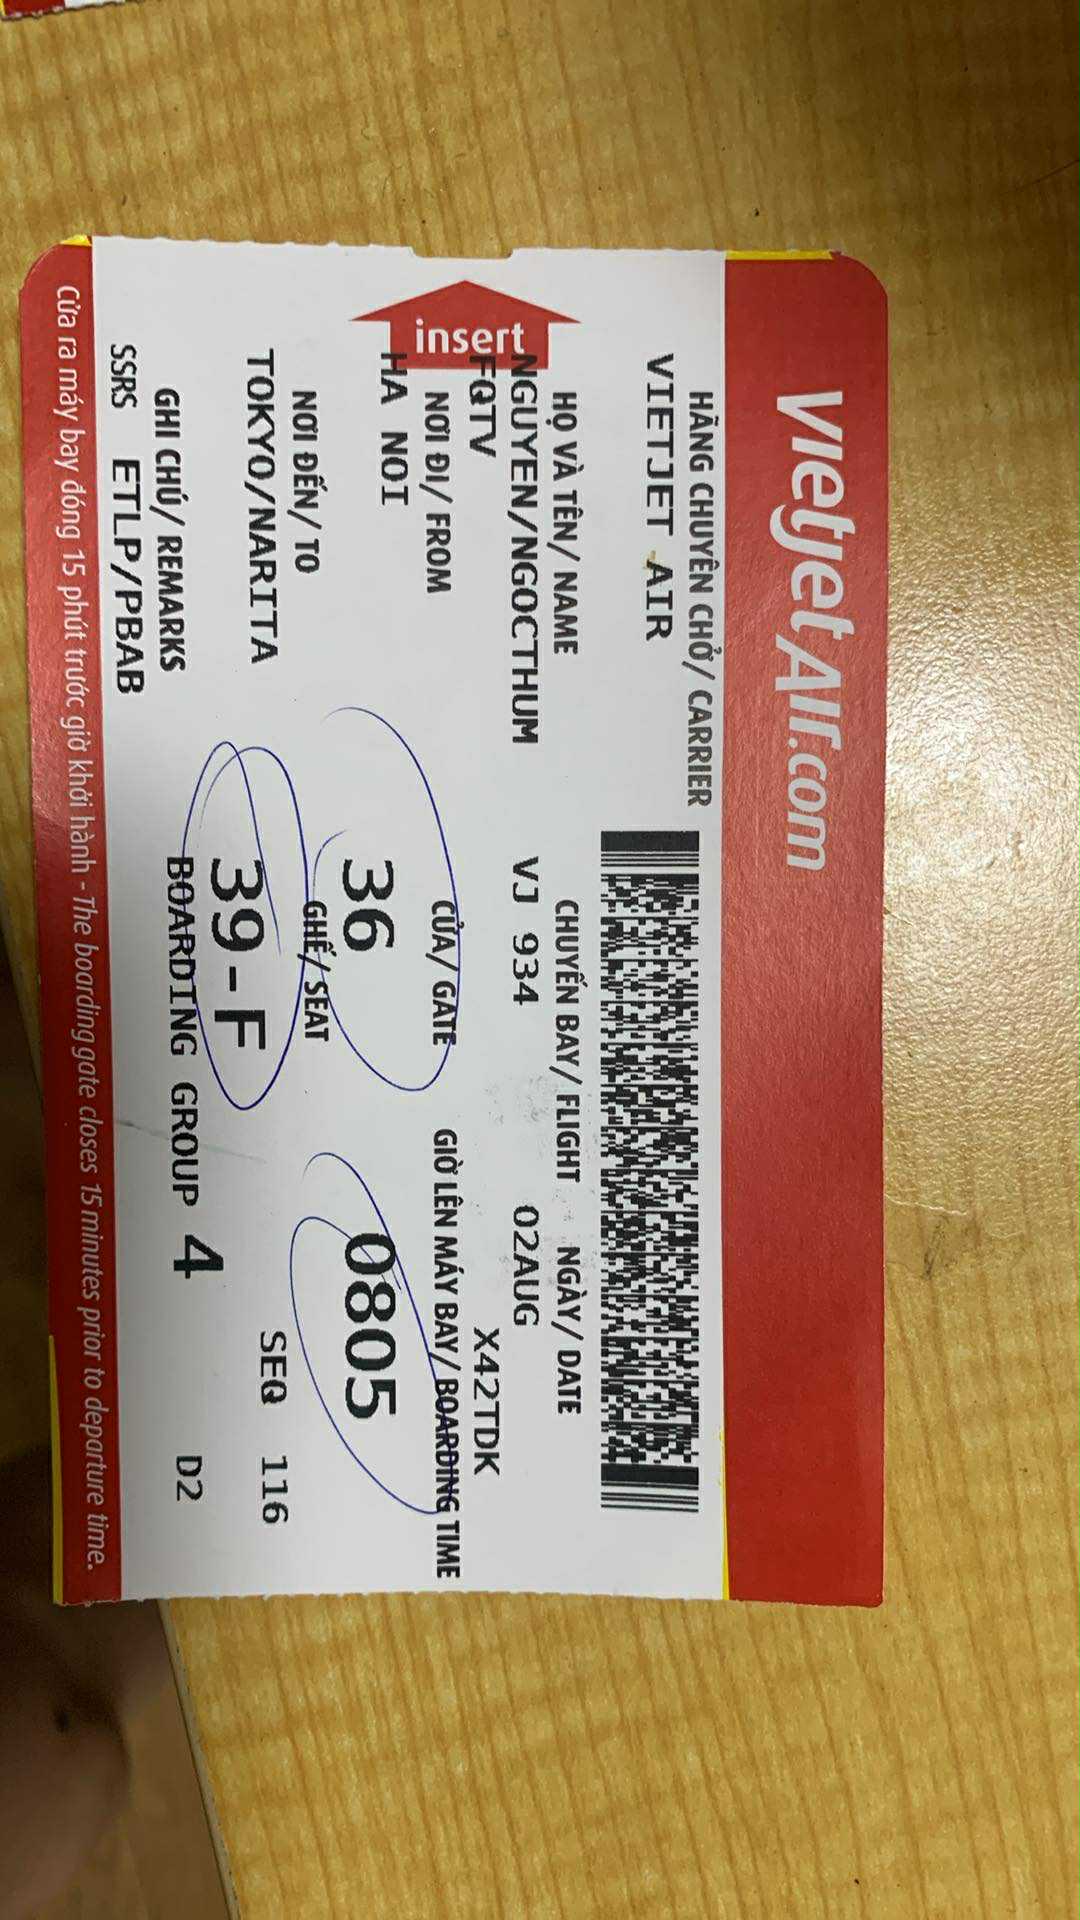 vietjetAir.com
HÃNG CHUYÊN CHỞ/ CARRIER
VIETJET AIR
HỌ VÀ TÊN/ NAME
NGUYEN/NGOCTHUM
CHUYẾN BAY/ FLIGHT
VJ 934
NGÀY/ DATE
02AUG
insert
FQTV
X42TDK
NƠI ĐI/ FROM
HA NOI
CỬA/ GATE
36
GIỜ LÊN MÁY BAY/ BOARDING TIME
0805
NƠI ĐẾN/ TO
TOKYO/NARITA
GHẾ/ SEAT
39-F
SEQ 116
GHI CHÚ/ REMARKS
BOARDING GROUP 4
D2
SSRS ETLP/PBAB
Cửa ra máy bay đóng 15 phút trước giờ khởi hành - The boarding gate closes 15 minutes prior to departure time.